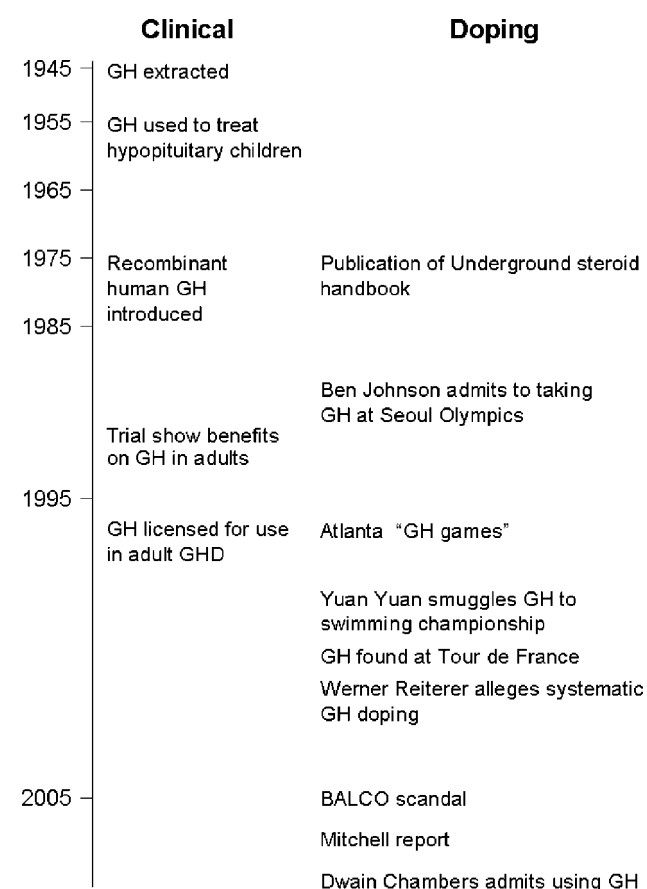 Clinical Doping
1945 GH extracted
1955 GH used to treat
hypopituitary children
1965
1975 Recombinant Publication of Underground steroid
human GH handbook
introduced
1985
Ben Johnson admits to taking
GH at Seoul Olympics
Trial show benefits
on GH in adults
1995
GH licensed for use Atlanta “GH games”
in adult GHD
Yuan Yuan smuggles GH to
swimming championship
GH found at Tour de France
Werner Reiterer alleges systematic
GH doping
2005 BALCO scandal
Mitchell report
Dwain Chambers admits using GH